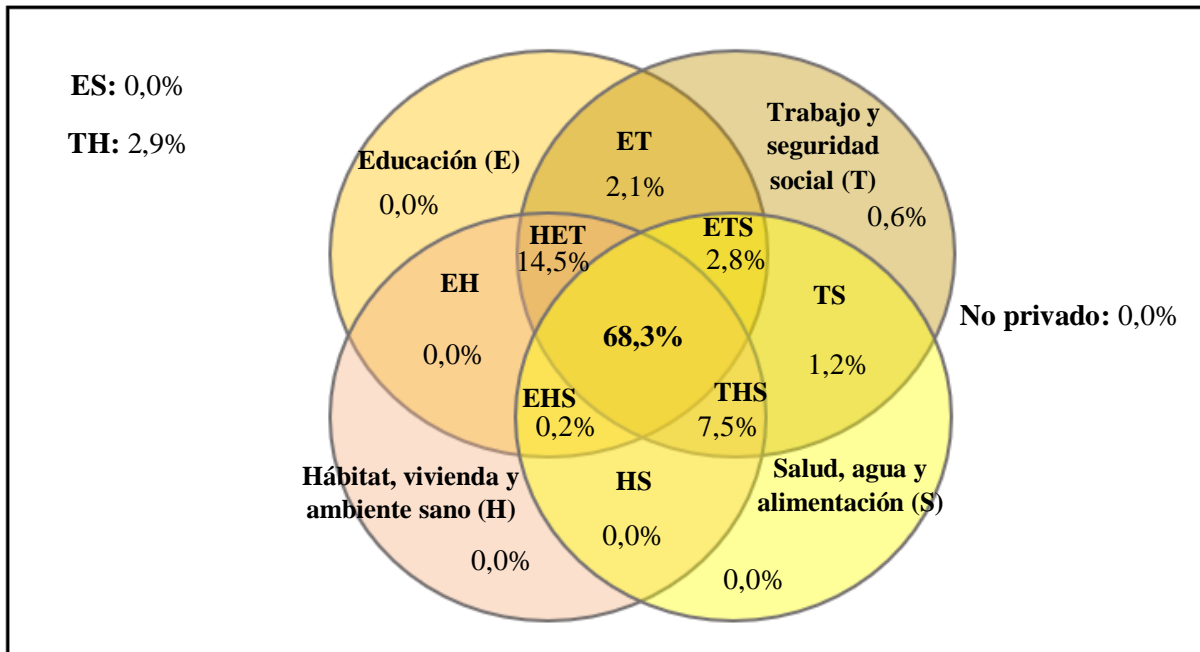 ES: 0,0%
TH: 2,9%
Educación (E)
0,0%
ET
2,1%
Trabajo y
seguridad
social (T)
0,6%
HET
14,5%
ETS
2,8%
EH
0,0%
TS
1,2%
68,3%
No privado: 0,0%
EHS
0,2%
THS
7,5%
Hábitat, vivienda y
ambiente sano (H)
0,0%
HS
0,0%
Salud, agua y
alimentación (S)
0,0%